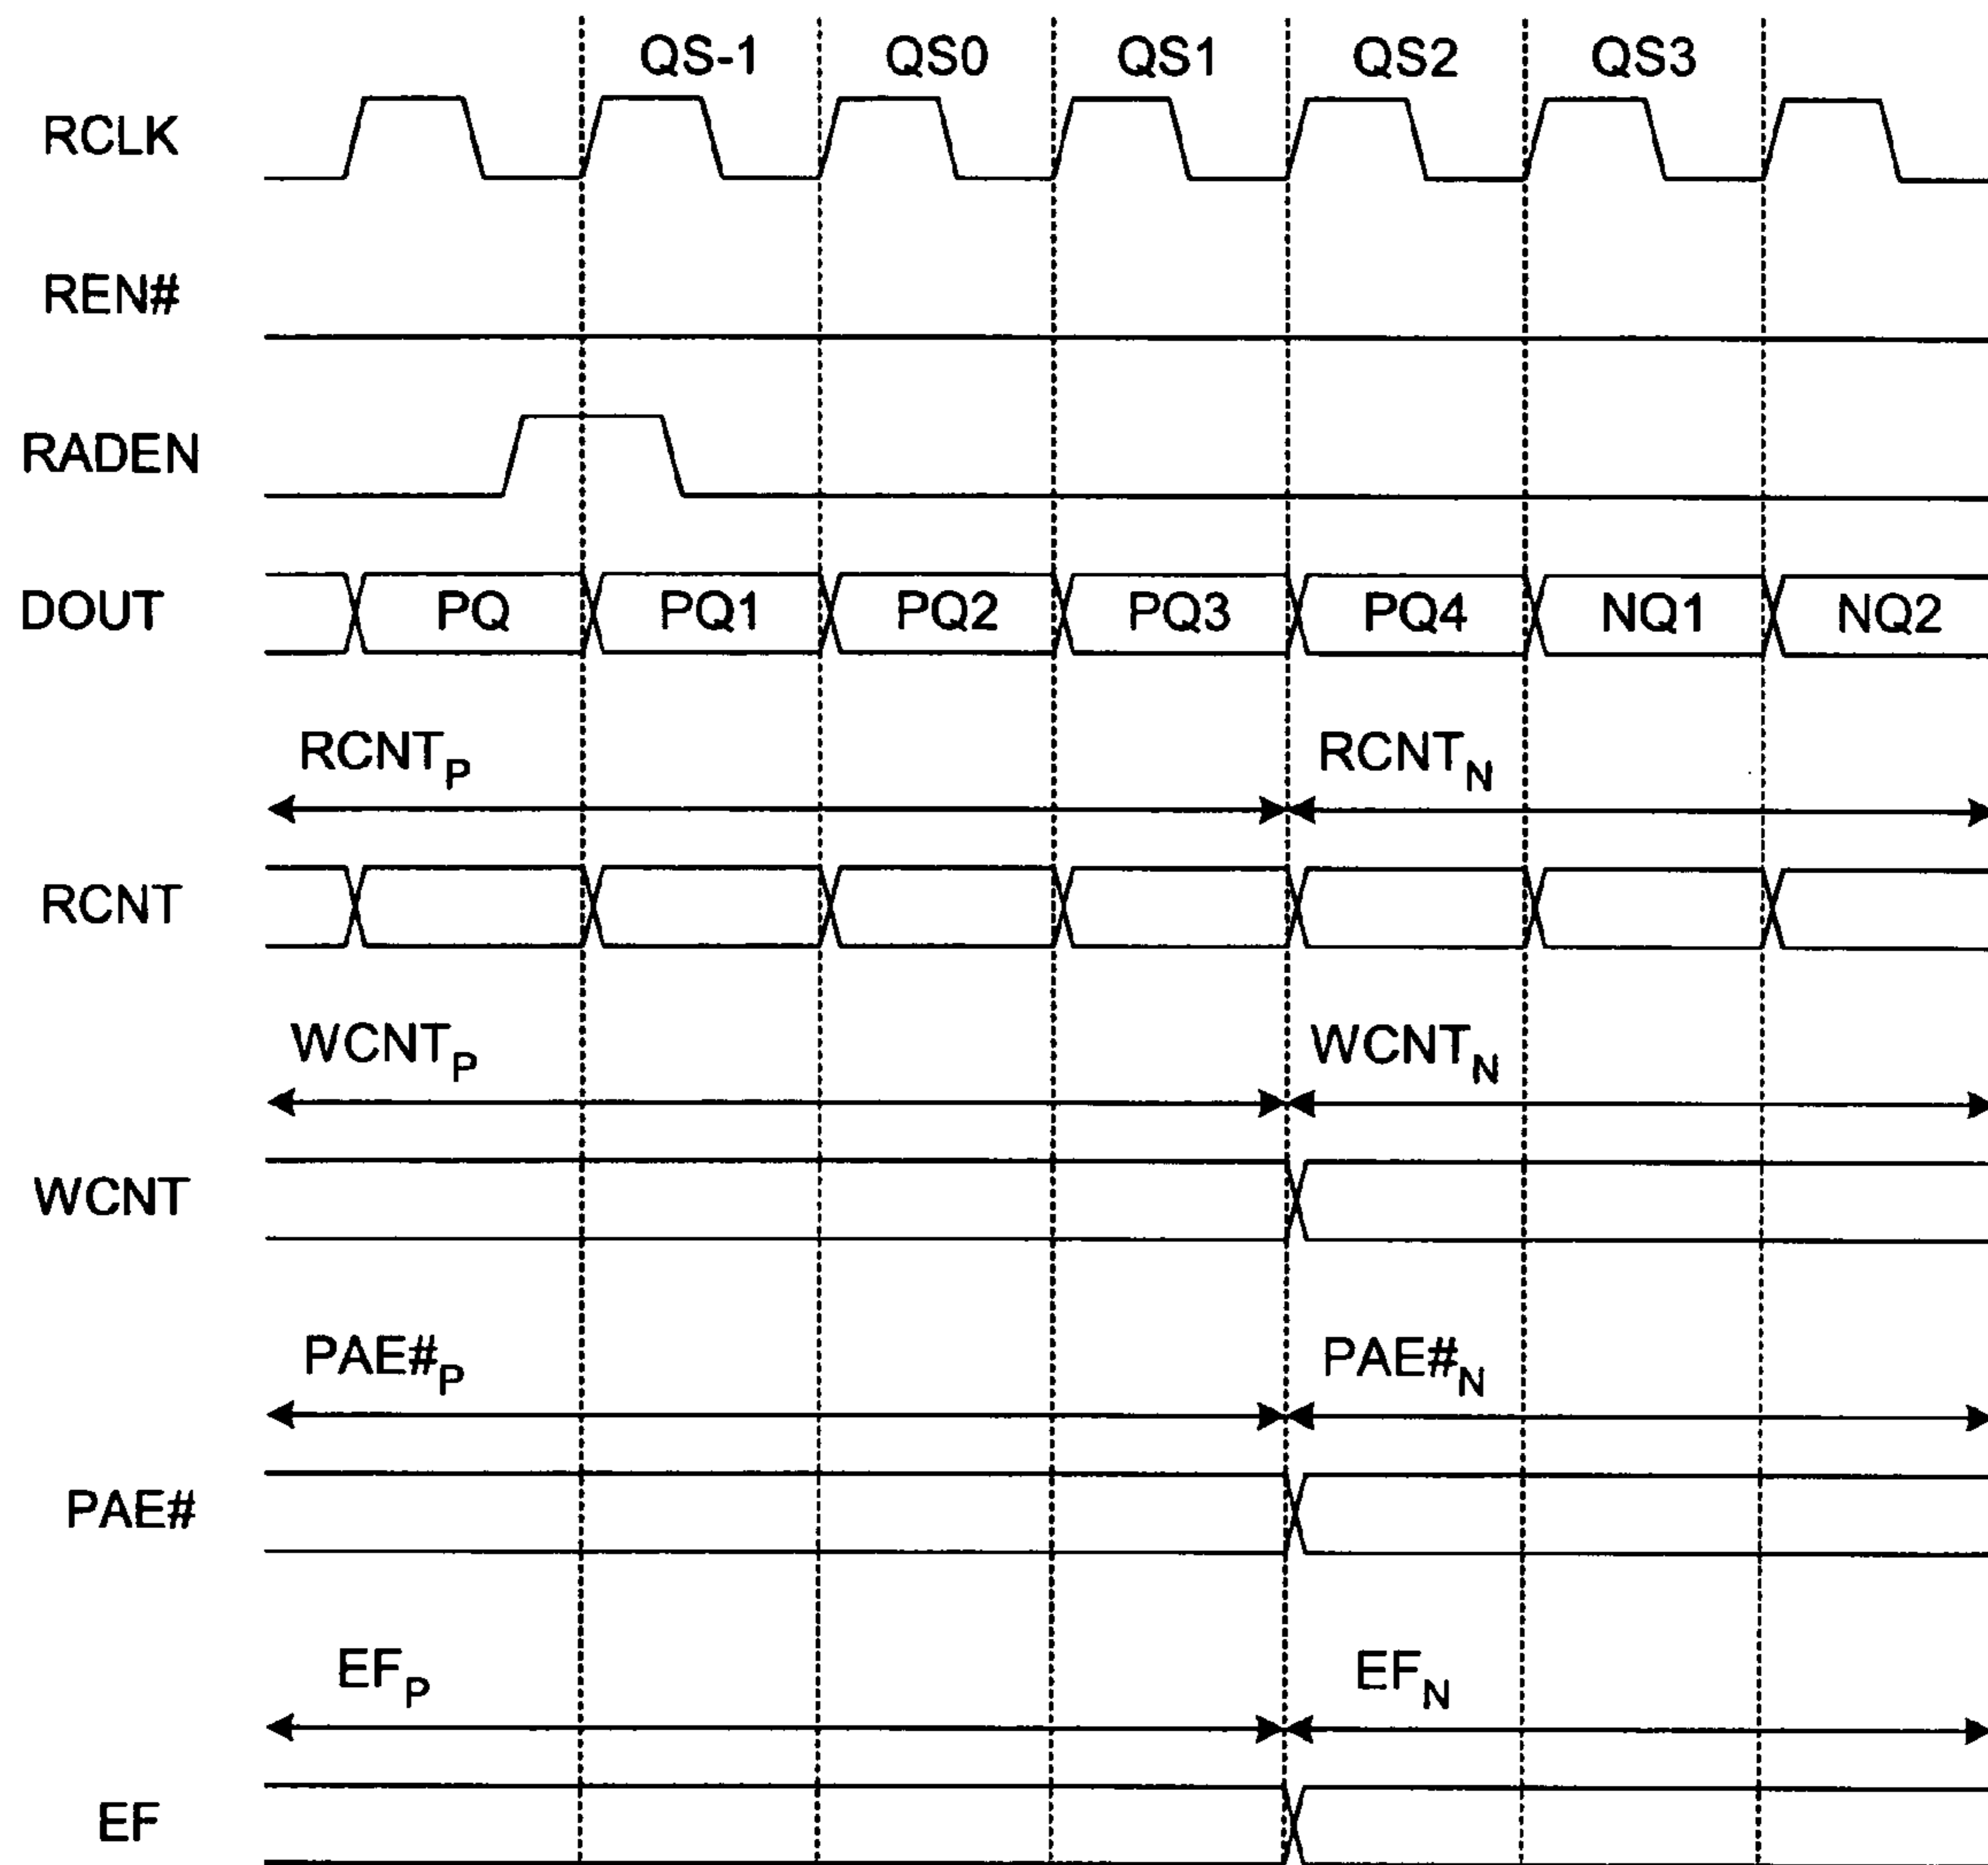 QS-1 QS0 QS1 QS2 QS3
RCLK
REN#
RADEN
DOUT PQ PQ1 PQ2 PQ3 PQ4 NQ1 NQ2
RCNTP RCNTN
RCNT
WCNTP WCNTN
WCNT
PAE#P PAE#N
PAE#
EFP EFN
EF